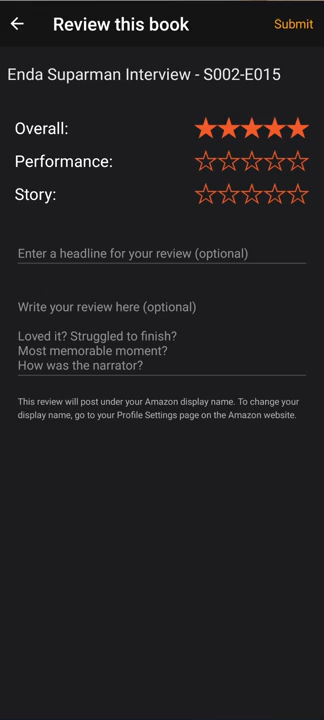 Review this book
Submit
Enda Suparman Interview - S002-E015
Overall:
Performance:
Story:
Enter a headline for your review (optional)
Write your review here (optional)
Loved it? Struggled to finish?
Most memorable moment?
How was the narrator?
This review will post under your Amazon display name. To change your
display name, go to your Profile Settings page on the Amazon website.